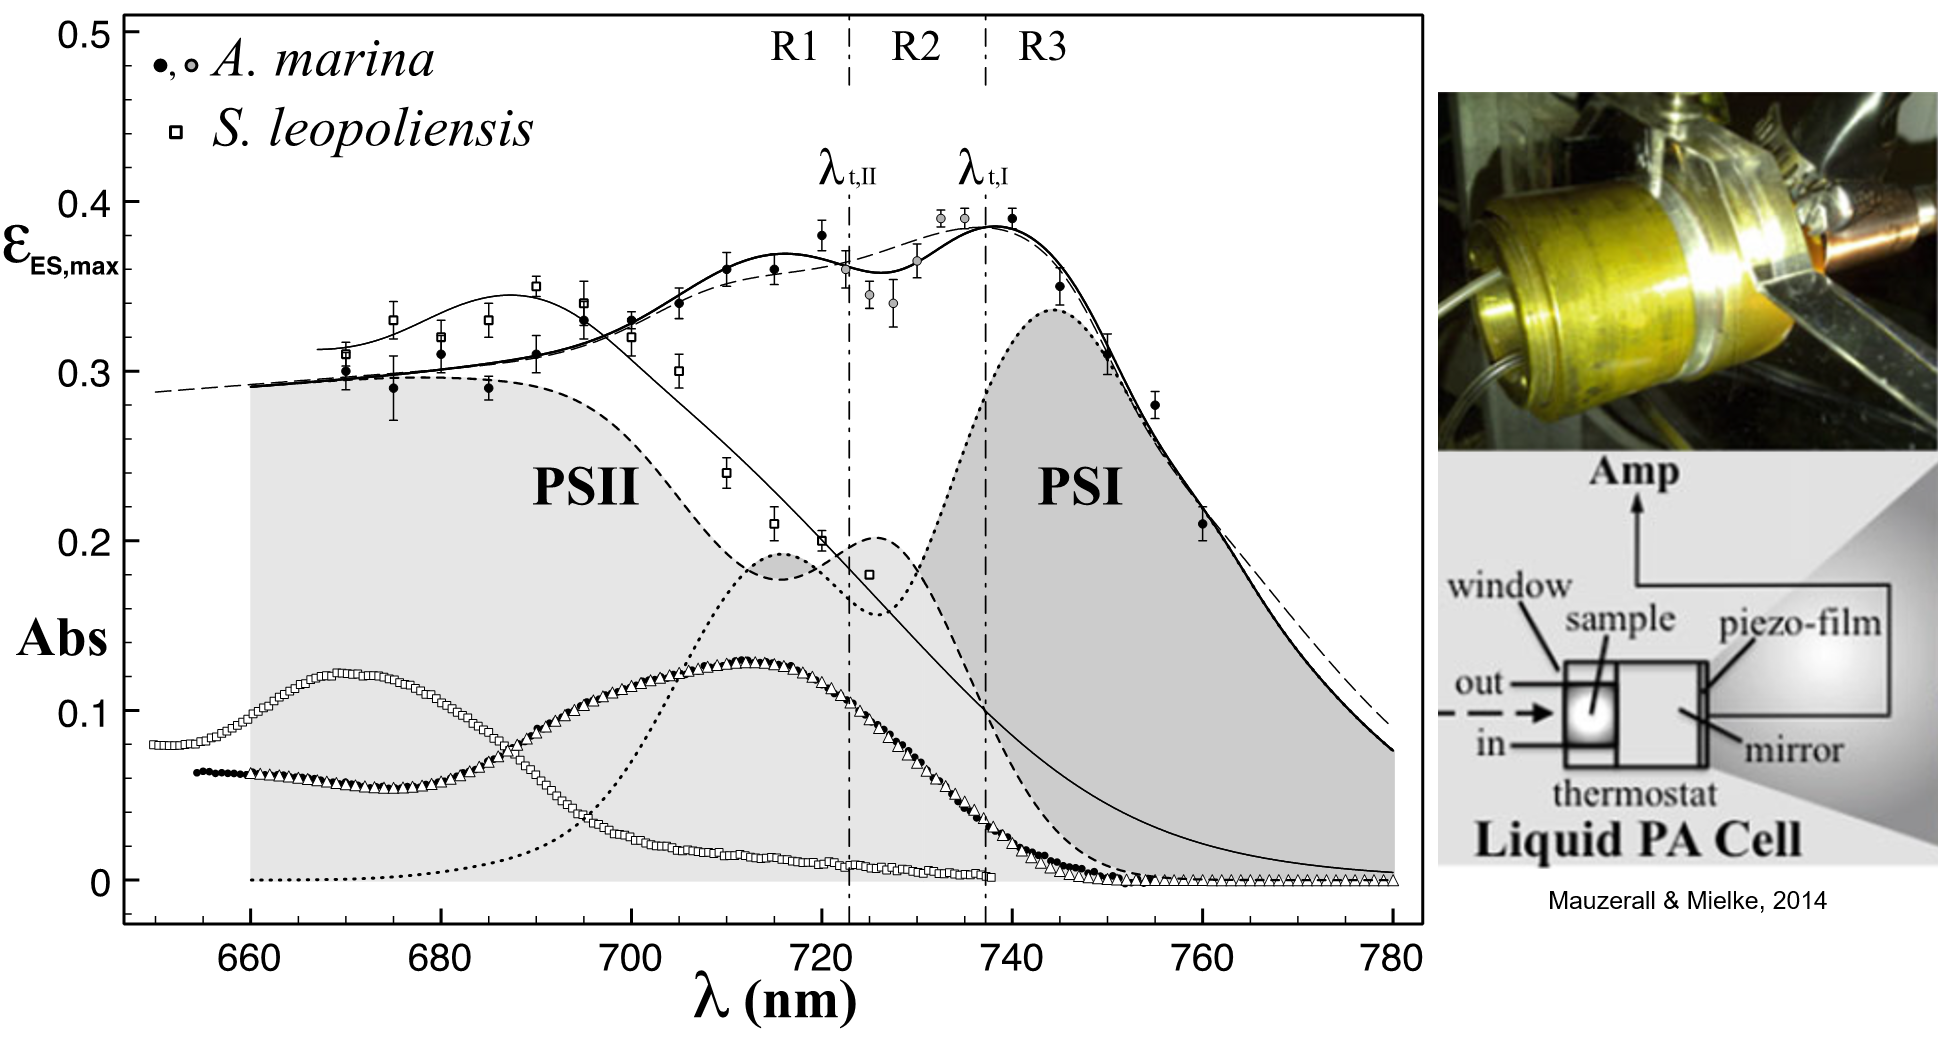 0.5
0.4
0.3
0.2
0.1
0
εES,max
Abs
●, ● A. marina
S. leopoliensis
R1
R2
R3
λt,II
λt,I
PSII
PSI
660
680
700
720
740
760
780
λ (nm)
Amp
window
sample
piezo-film
out
in
mirror
thermostat
Liquid PA Cell
Mauzerall & Mielke, 2014